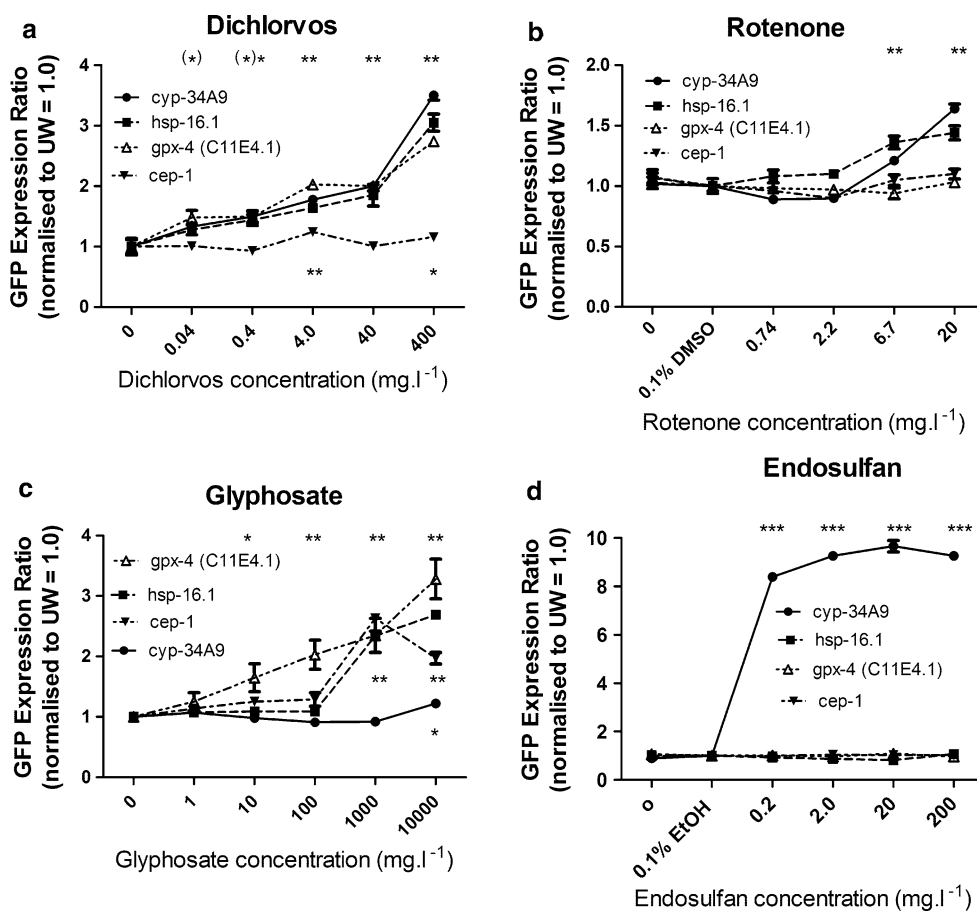 a
Dichlorvos
(*) (*)* ** ** **
4
3
2
1
0
GFP Expression Ratio
(normalised to UW = 1.0)
cyp-34A9
hsp-16.1
gpx-4 (C11E4.1)
cep-1
** *
0 0.04 0.4 4.0 40 400
Dichlorvos concentration (mg.l-1)
b
Rotenone
** **
2.0
1.5
1.0
0.5
0.0
GFP Expression Ratio
(normalised to UW = 1.0)
cyp-34A9
hsp-16.1
gpx-4 (C11E4.1)
cep-1
0 0.1% DMSO 0.74 2.2 6.7 20
Rotenone concentration (mg.l-1)
c
Glyphosate
* ** ** **
4
3
2
1
0
GFP Expression Ratio
(normalised to UW = 1.0)
gpx-4 (C11E4.1)
hsp-16.1
cep-1
cyp-34A9
** **
*
0 1 10 100 1000 10000
Glyphosate concentration (mg.l-1)
d
Endosulfan
*** *** *** ***
10
8
6
4
2
0
GFP Expression Ratio
(normalised to UW = 1.0)
cyp-34A9
hsp-16.1
gpx-4 (C11E4.1)
cep-1
o 0.1% EtOH 0.2 2.0 20 200
Endosulfan concentration (mg.l-1)